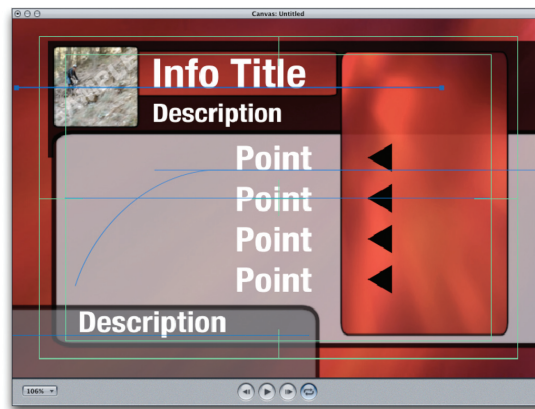 Canvas: Untitled
Info Title
Description
Point
Point
Point
Point
Description
106%